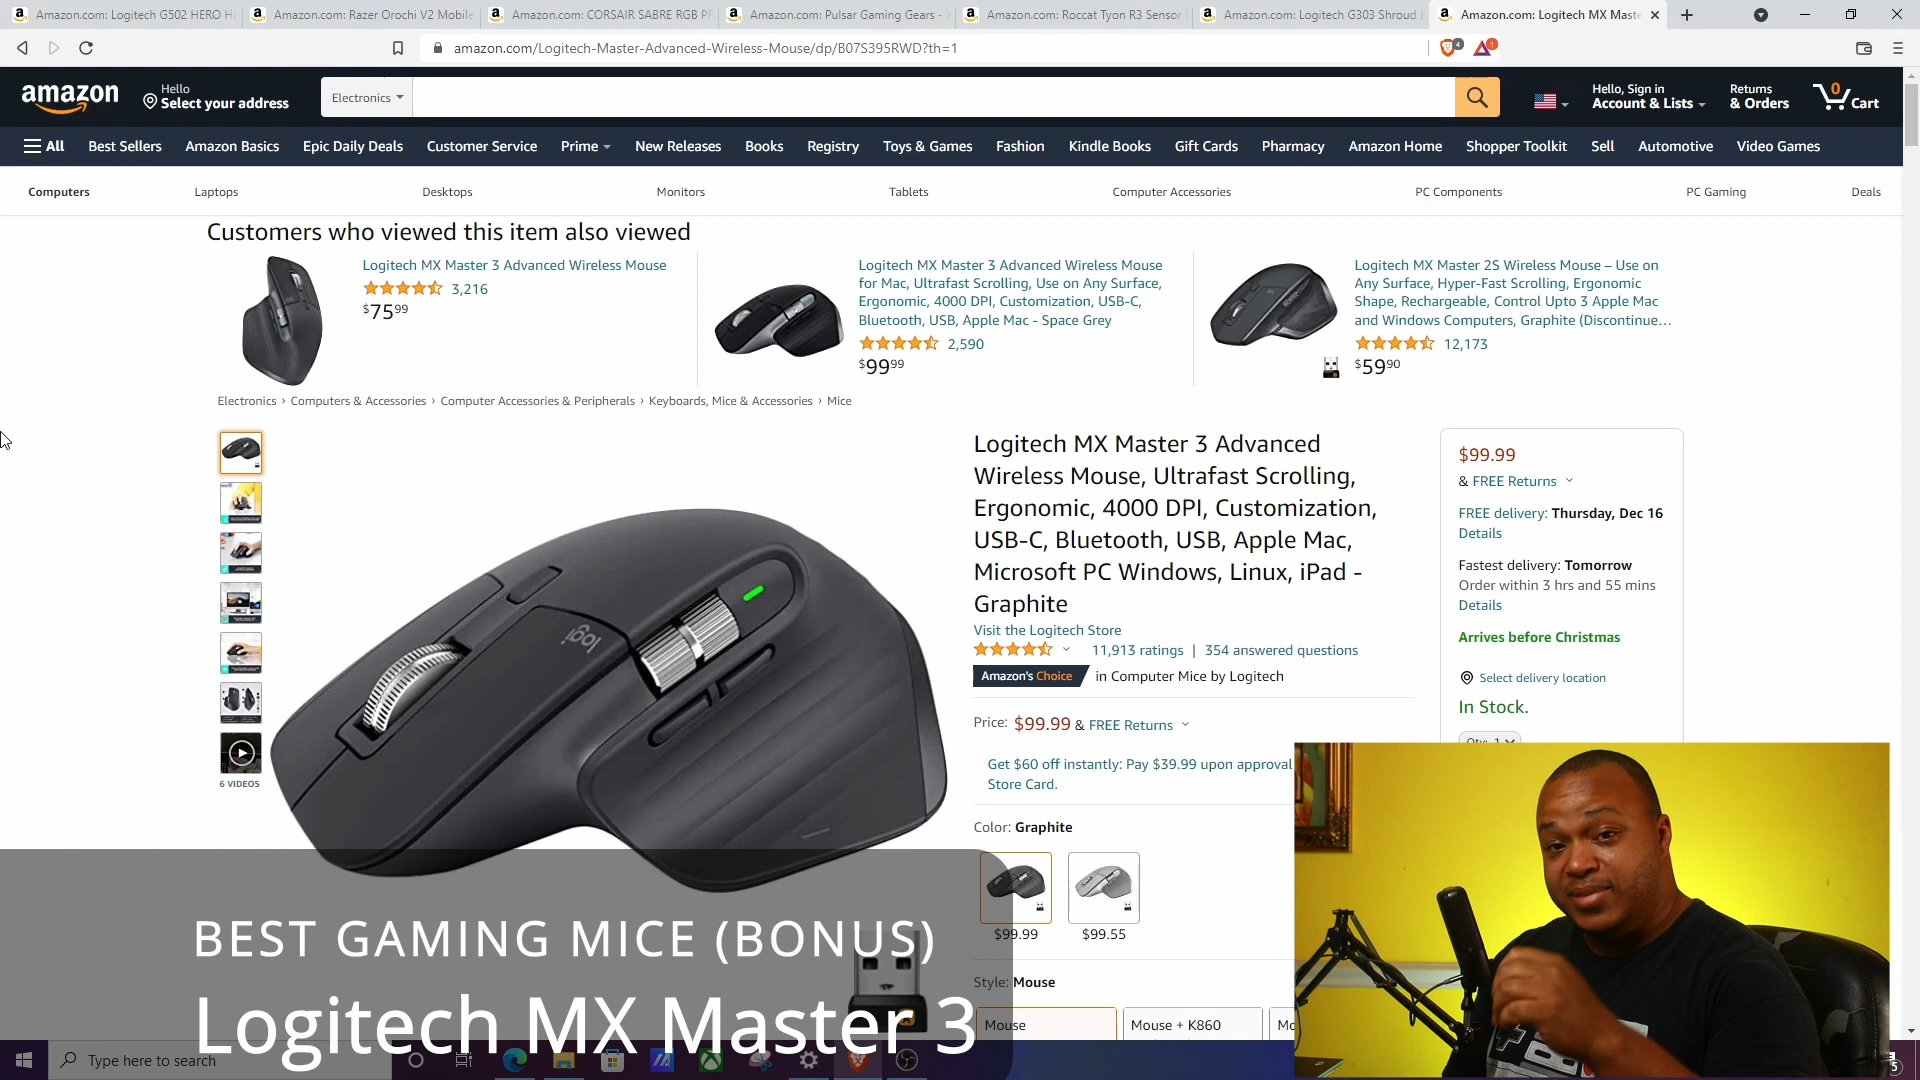 Amazon.com: Logitech G502 HERO Hi
Amazon.com: Razer Orochi V2 Mobile
Amazon.com: CORSAIR SABRE RGB PR
Amazon.com: Pulsar Gaming Gears -
Amazon.com: Roccat Tyon R3 Sensor
Amazon.com: Logitech G303 Shroud E
Amazon.com: Logitech MX Maste
amazon.com/Logitech-Master-Advanced-Wireless-Mouse/dp/B07S395RWD?th=1
4
1
amazon
Hello
Select your address
Electronics
Hello, Sign in
Account & Lists
Returns
& Orders
0
Cart
All
Best Sellers
Amazon Basics
Epic Daily Deals
Customer Service
Prime
New Releases
Books
Registry
Toys & Games
Fashion
Kindle Books
Gift Cards
Pharmacy
Amazon Home
Shopper Toolkit
Sell
Automotive
Video Games
Computers
Laptops
Desktops
Monitors
Tablets
Computer Accessories
PC Components
PC Gaming
Deals
Customers who viewed this item also viewed
Logitech MX Master 3 Advanced Wireless Mouse
3,216
$75⁹⁹
Logitech MX Master 3 Advanced Wireless Mouse
for Mac, Ultrafast Scrolling, Use on Any Surface,
Ergonomic, 4000 DPI, Customization, USB-C,
Bluetooth, USB, Apple Mac - Space Grey
2,590
$99⁹⁹
Logitech MX Master 2S Wireless Mouse – Use on
Any Surface, Hyper-Fast Scrolling, Ergonomic
Shape, Rechargeable, Control Upto 3 Apple Mac
and Windows Computers, Graphite (Discontinue…
12,173
$59⁹⁰
Electronics › Computers & Accessories › Computer Accessories & Peripherals › Keyboards, Mice & Accessories › Mice
6 VIDEOS
logi
Logitech MX Master 3 Advanced
Wireless Mouse, Ultrafast Scrolling,
Ergonomic, 4000 DPI, Customization,
USB-C, Bluetooth, USB, Apple Mac,
Microsoft PC Windows, Linux, iPad -
Graphite
Visit the Logitech Store
11,913 ratings | 354 answered questions
Amazon's Choice in Computer Mice by Logitech
Price: $99.99 & FREE Returns
Get $60 off instantly: Pay $39.99 upon approval
Store Card.
Color: Graphite
$99.99
$99.55
Style: Mouse
Mouse
Mouse + K860
$99.99
& FREE Returns
FREE delivery: Thursday, Dec 16
Details
Fastest delivery: Tomorrow
Order within 3 hrs and 55 mins
Details
Arrives before Christmas
Select delivery location
In Stock.
Qty: 1
BEST GAMING MICE (BONUS)
Logitech MX Master 3
Type here to search
5